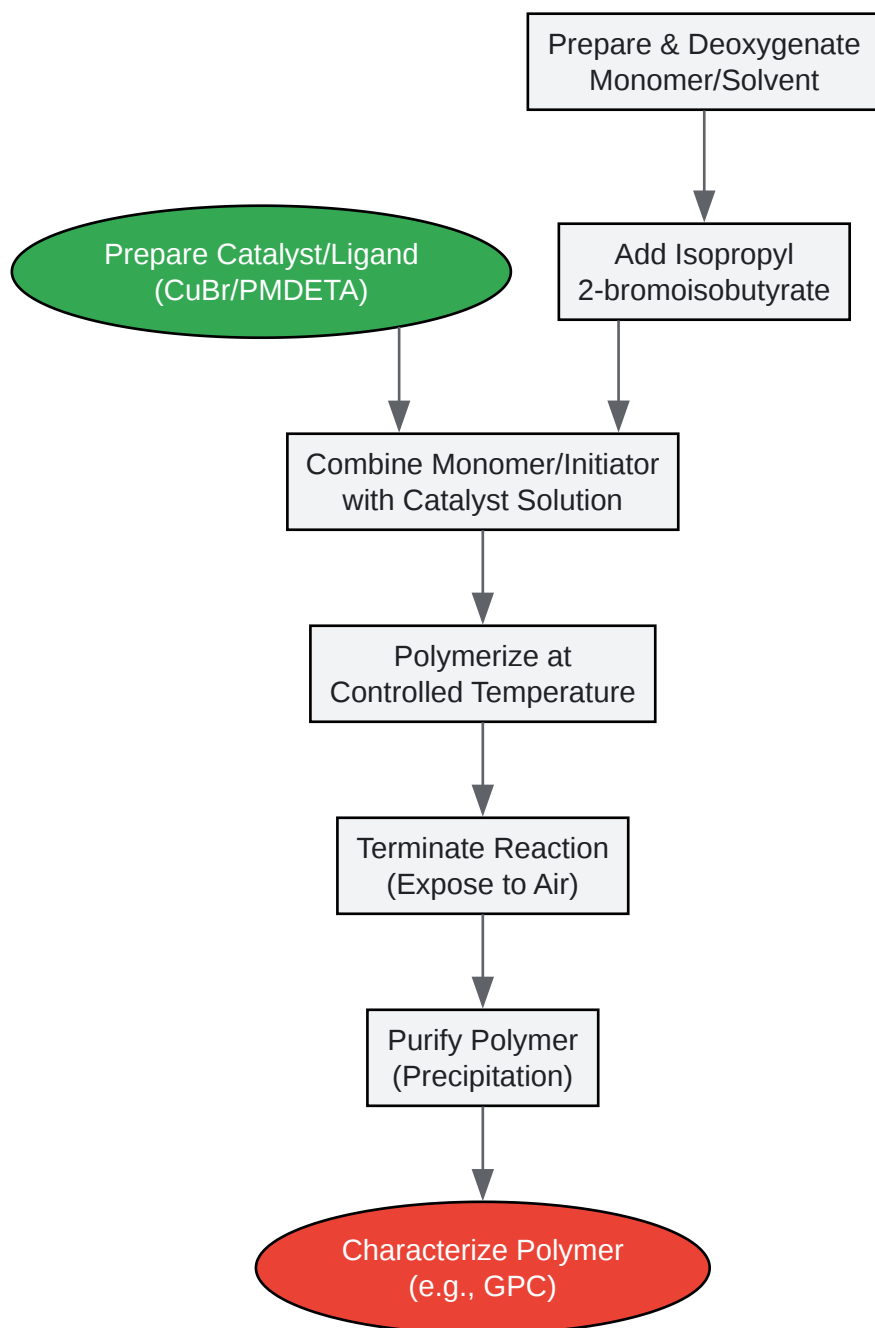 Prepare & Deoxygenate
Monomer/Solvent
Prepare Catalyst/Ligand
(CuBr/PMDETA)
Add Isopropyl
2-bromoisobutyrate
Combine Monomer/Initiator
with Catalyst Solution
Polymerize at
Controlled Temperature
Terminate Reaction
(Expose to Air)
Purify Polymer
(Precipitation)
Characterize Polymer
(e.g., GPC)